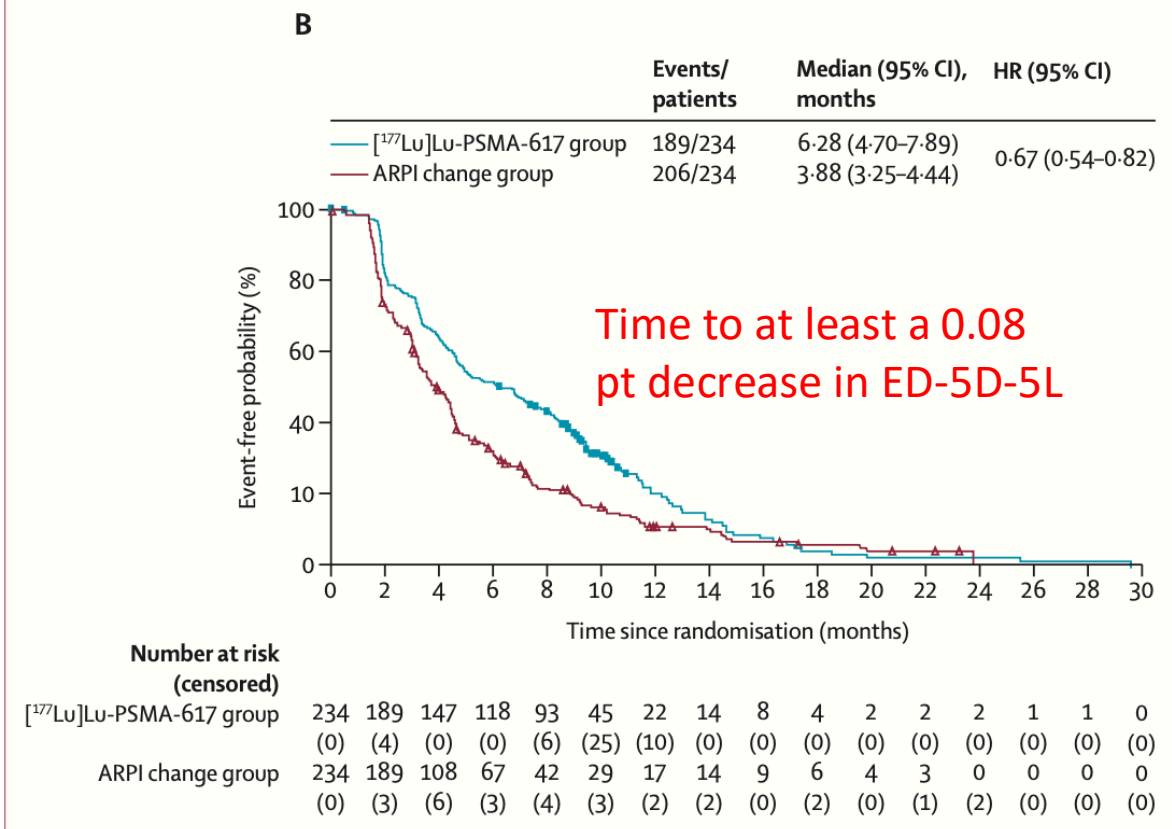 B
Events/ patients Median (95% CI), months HR (95% CI)
[¹⁷⁷Lu]Lu-PSMA-617 group 189/234 6·28 (4·70–7·89)
0·67 (0·54–0·82)
ARPI change group 206/234 3·88 (3·25–4·44)
Event-free probability (%)
100
80
60
40
10
0
Time to at least a 0.08
pt decrease in ED-5D-5L
0 2 4 6 8 10 12 14 16 18 20 22 24 26 28 30
Time since randomisation (months)
Number at risk
(censored)
[¹⁷⁷Lu]Lu-PSMA-617 group 234 189 147 118 93 45 22 14 8 4 2 2 2 1 1 0
(0) (4) (0) (0) (6) (25) (10) (0) (0) (0) (0) (0) (0) (0) (0) (0)
ARPI change group 234 189 108 67 42 29 17 14 9 6 4 3 0 0 0 0
(0) (3) (6) (3) (4) (3) (2) (2) (0) (2) (0) (1) (2) (0) (0) (0)